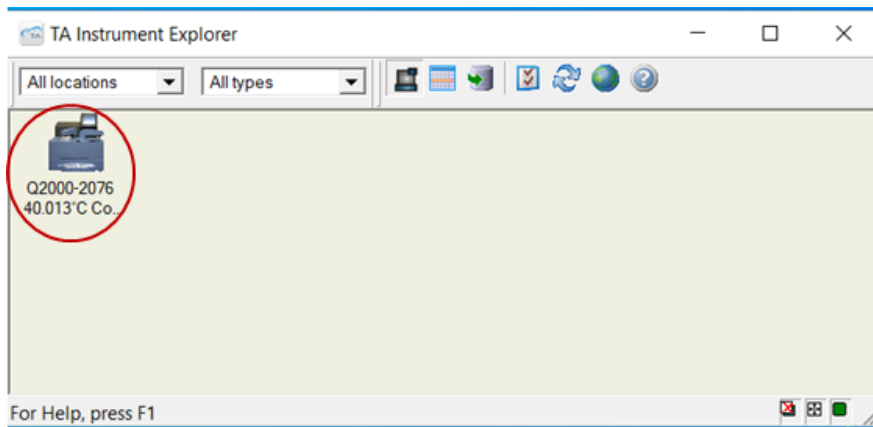 TA Instrument Explorer
All locations
All types
Q2000-2076
40.013°C Co..
For Help, press F1